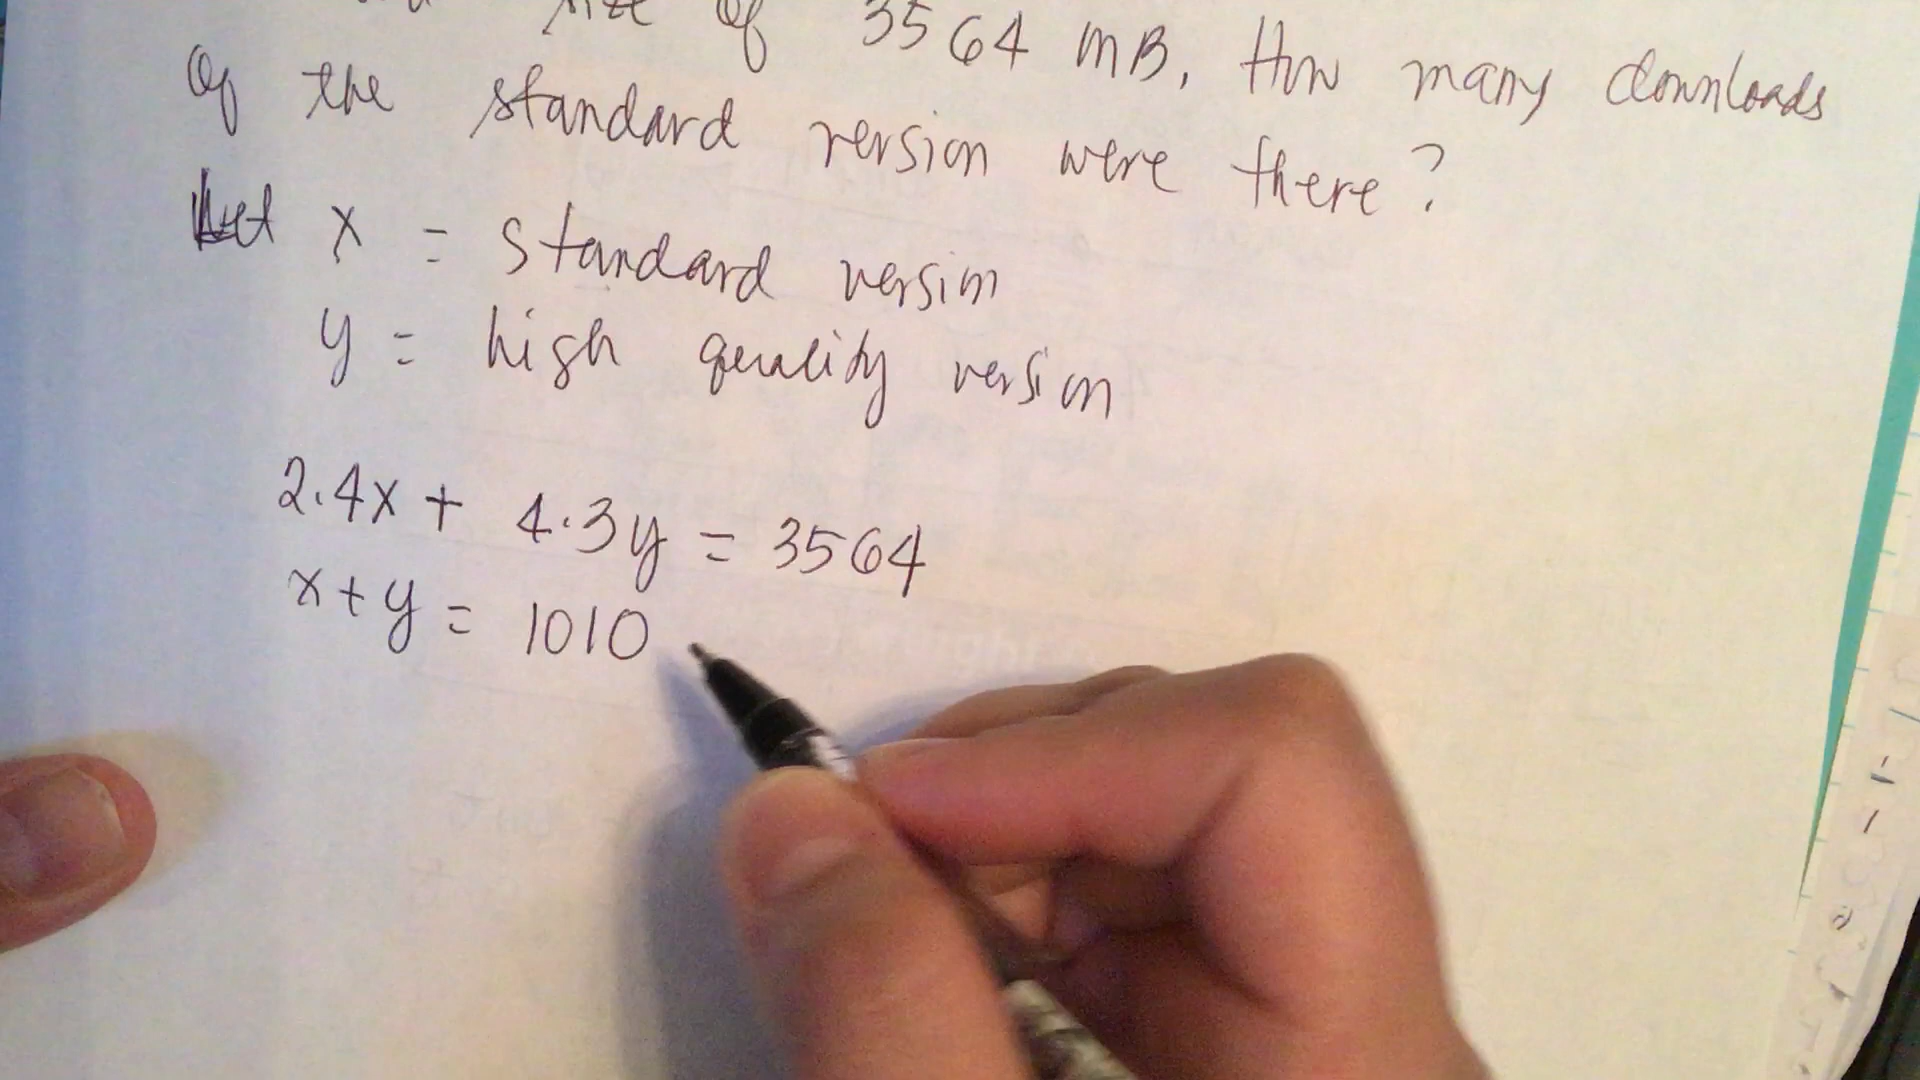 size of 3564 MB, How many downloads
of the standard version were there?
Let x = standard version
y = high quality version
2.4x + 4.3y = 3564
x+y = 1010